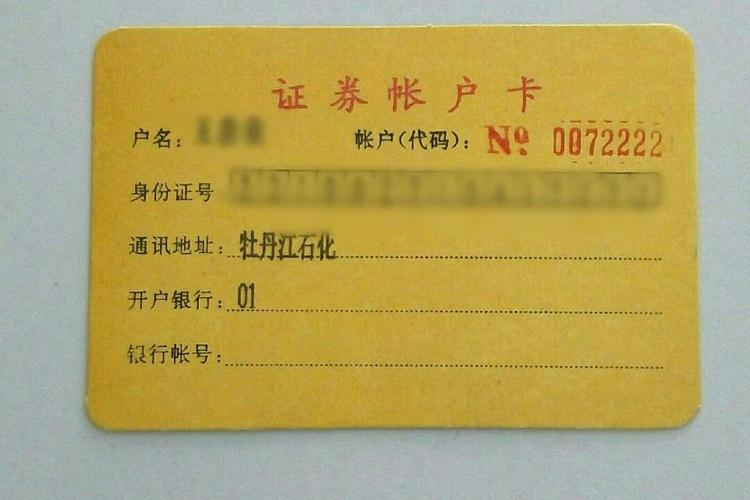 证券帐户卡
户名： 帐户(代码)： Nº 0072222
身份证号
通讯地址：牡丹江石化
开户银行：01
银行帐号：